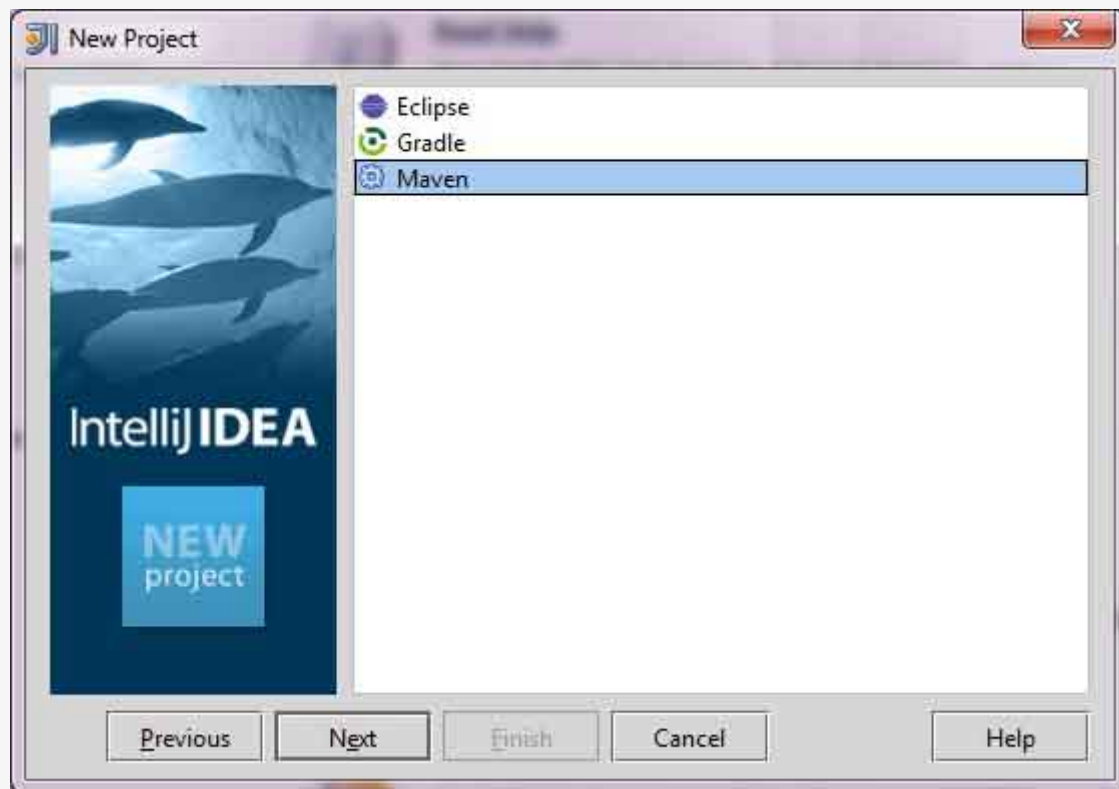 New Project
Eclipse
Gradle
Maven
IntelliJ IDEA
NEW
project
Previous
Next
Finish
Cancel
Help